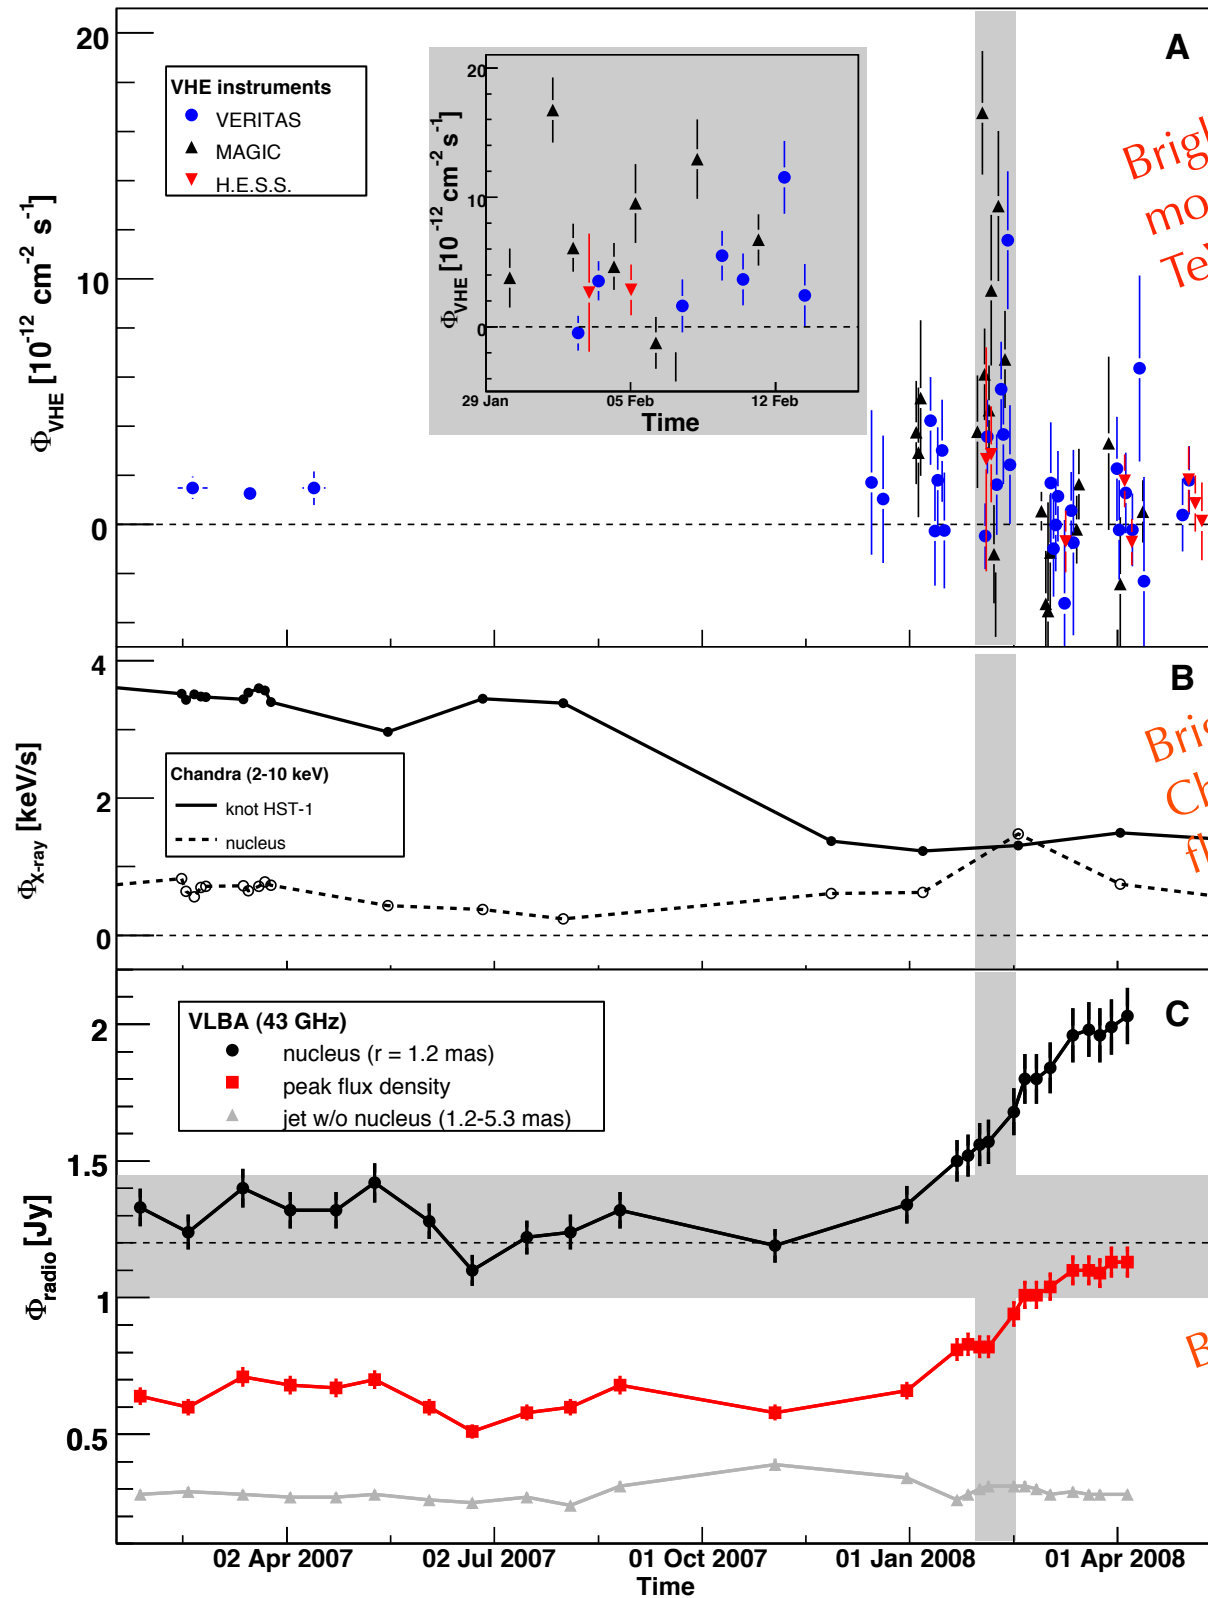 A
20
10
0
Φ_VHE [10^-12 cm^-2 s^-1]
VHE instruments
VERITAS
MAGIC
H.E.S.S.
20
10
0
Φ_VHE [10^-12 cm^-2 s^-1]
29 Jan 05 Feb 12 Feb
Time
B
4
2
0
Φ_X-ray [keV/s]
Chandra (2-10 keV)
knot HST-1
nucleus
C
2
1.5
1
0.5
Φ_radio [Jy]
VLBA (43 GHz)
nucleus (r = 1.2 mas)
peak flux density
jet w/o nucleus (1.2-5.3 mas)
02 Apr 2007 02 Jul 2007 01 Oct 2007 01 Jan 2008 01 Apr 2008
Time